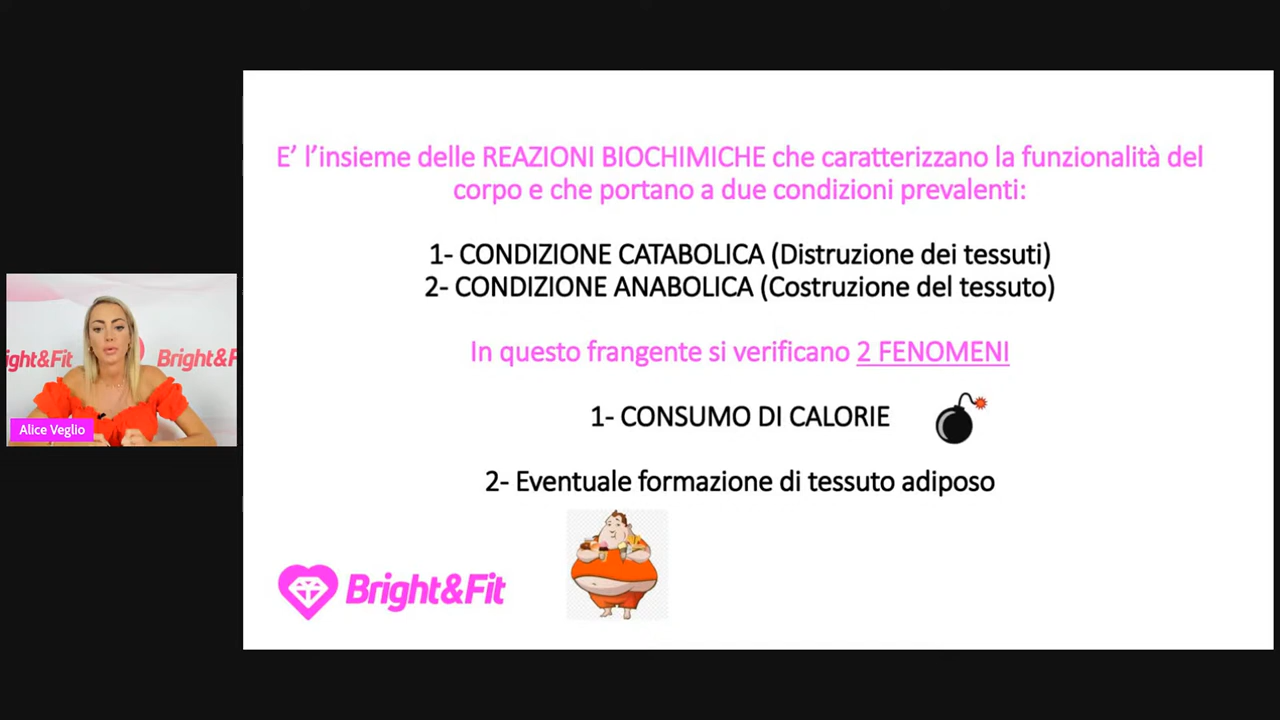 E’ l’insieme delle REAZIONI BIOCHIMICHE che caratterizzano la funzionalità del
corpo e che portano a due condizioni prevalenti:
1- CONDIZIONE CATABOLICA (Distruzione dei tessuti)
2- CONDIZIONE ANABOLICA (Costruzione del tessuto)
In questo frangente si verificano 2 FENOMENI
1- CONSUMO DI CALORIE
2- Eventuale formazione di tessuto adiposo
Bright&Fit
ght&Fit
Bright&F
Alice Veglio